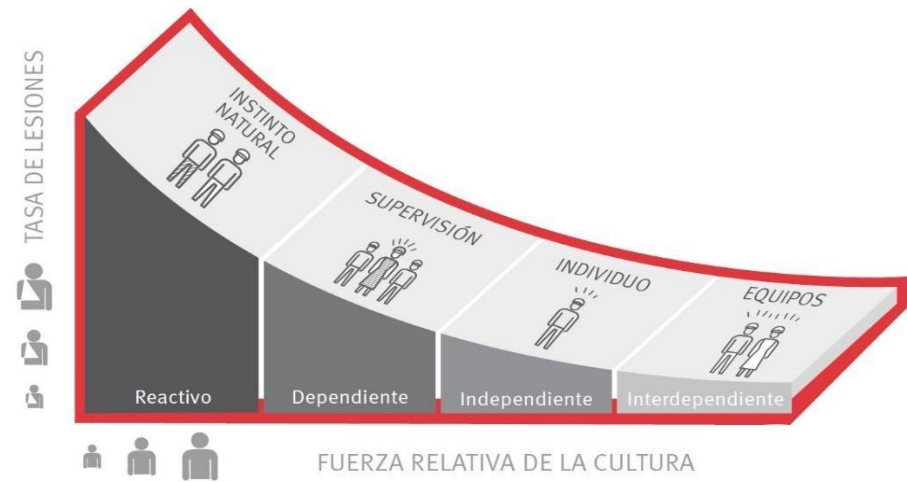 TASA DE LESIONES
INSTINTO
NATURAL
SUPERVISIÓN
INDIVIDUO
EQUIPOS
Reactivo
Dependiente
Independiente
Interdependiente
FUERZA RELATIVA DE LA CULTURA